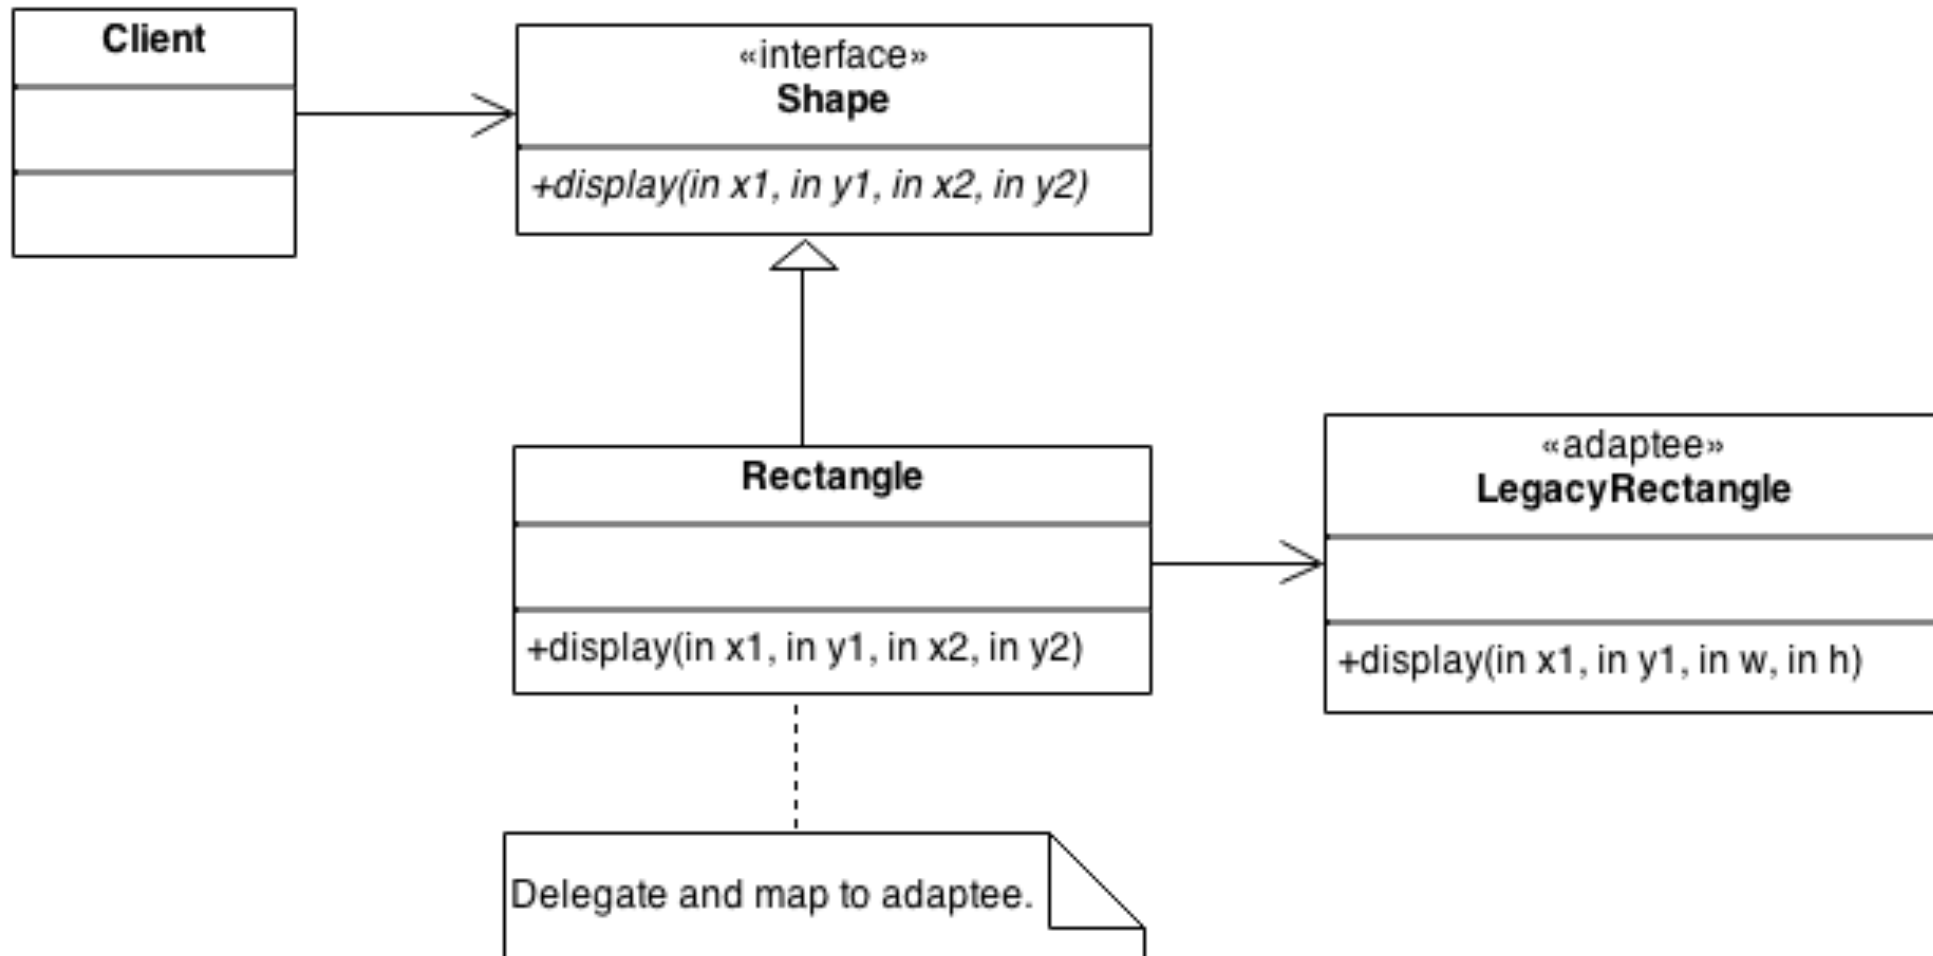 Client
«interface»
Shape
+display(in x1, in y1, in x2, in y2)
Rectangle
+display(in x1, in y1, in x2, in y2)
«adaptee»
LegacyRectangle
+display(in x1, in y1, in w, in h)
Delegate and map to adaptee.